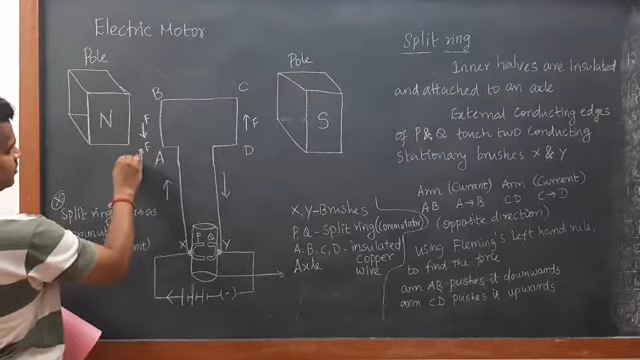 Electric Motor
Pole
Pole
B
C
N
F
F
F
S
A
D
Split ring as
X
Y
P Q
X, Y - Brushes
P Q - Split ring (commutator)
A, B, C, D - insulated
copper
wire
Axle
Split ring
Inner halves are insulated
and attached to an axle
External conducting edges
of P & Q touch two conducting
stationary brushes X & Y
Arm (Current) Arm (Current)
AB A → B CD C → D
(Opposite direction)
Using Fleming's left hand rule,
to find the force
arm AB pushes it downwards
arm CD pushes it upwards